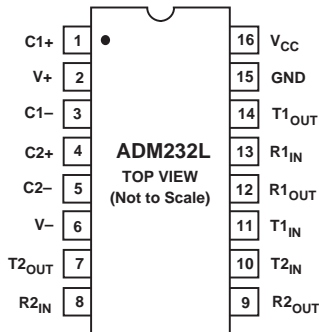 C1+ 1 16 VCC
V+ 2 15 GND
C1– 3 14 T1OUT
C2+ 4 ADM232L 13 R1IN
C2– 5 TOP VIEW 12 R1OUT
(Not to Scale)
V– 6 11 T1IN
T2OUT 7 10 T2IN
R2IN 8 9 R2OUT